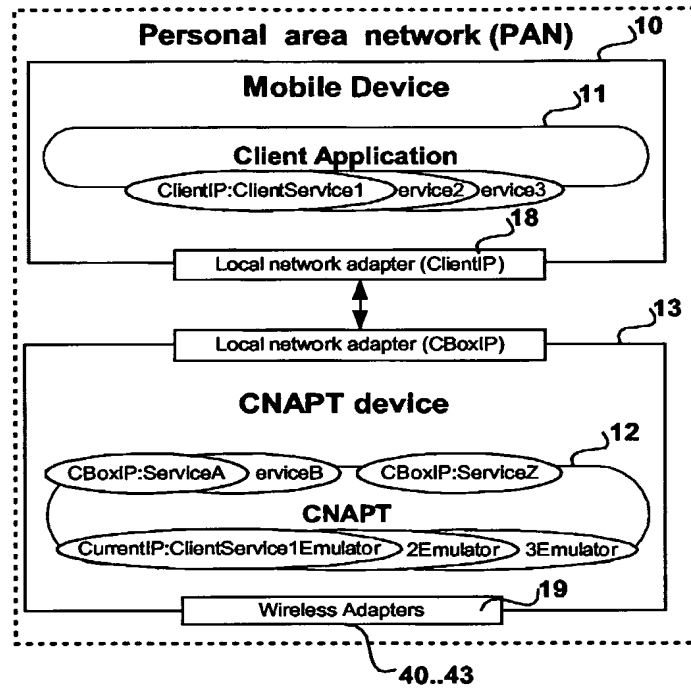 Personal area network (PAN)
10
Mobile Device
11
Client Application
ClientIP:ClientService1
ervice2
ervice3
18
Local network adapter (ClientIP)
Local network adapter (CBoxIP)
13
CNAPT device
12
CBoxIP:ServiceA
erviceB
CBoxIP:ServiceZ
CNAPT
CurrentIP:ClientService1Emulator
2Emulator
3Emulator
19
Wireless Adapters
40..43